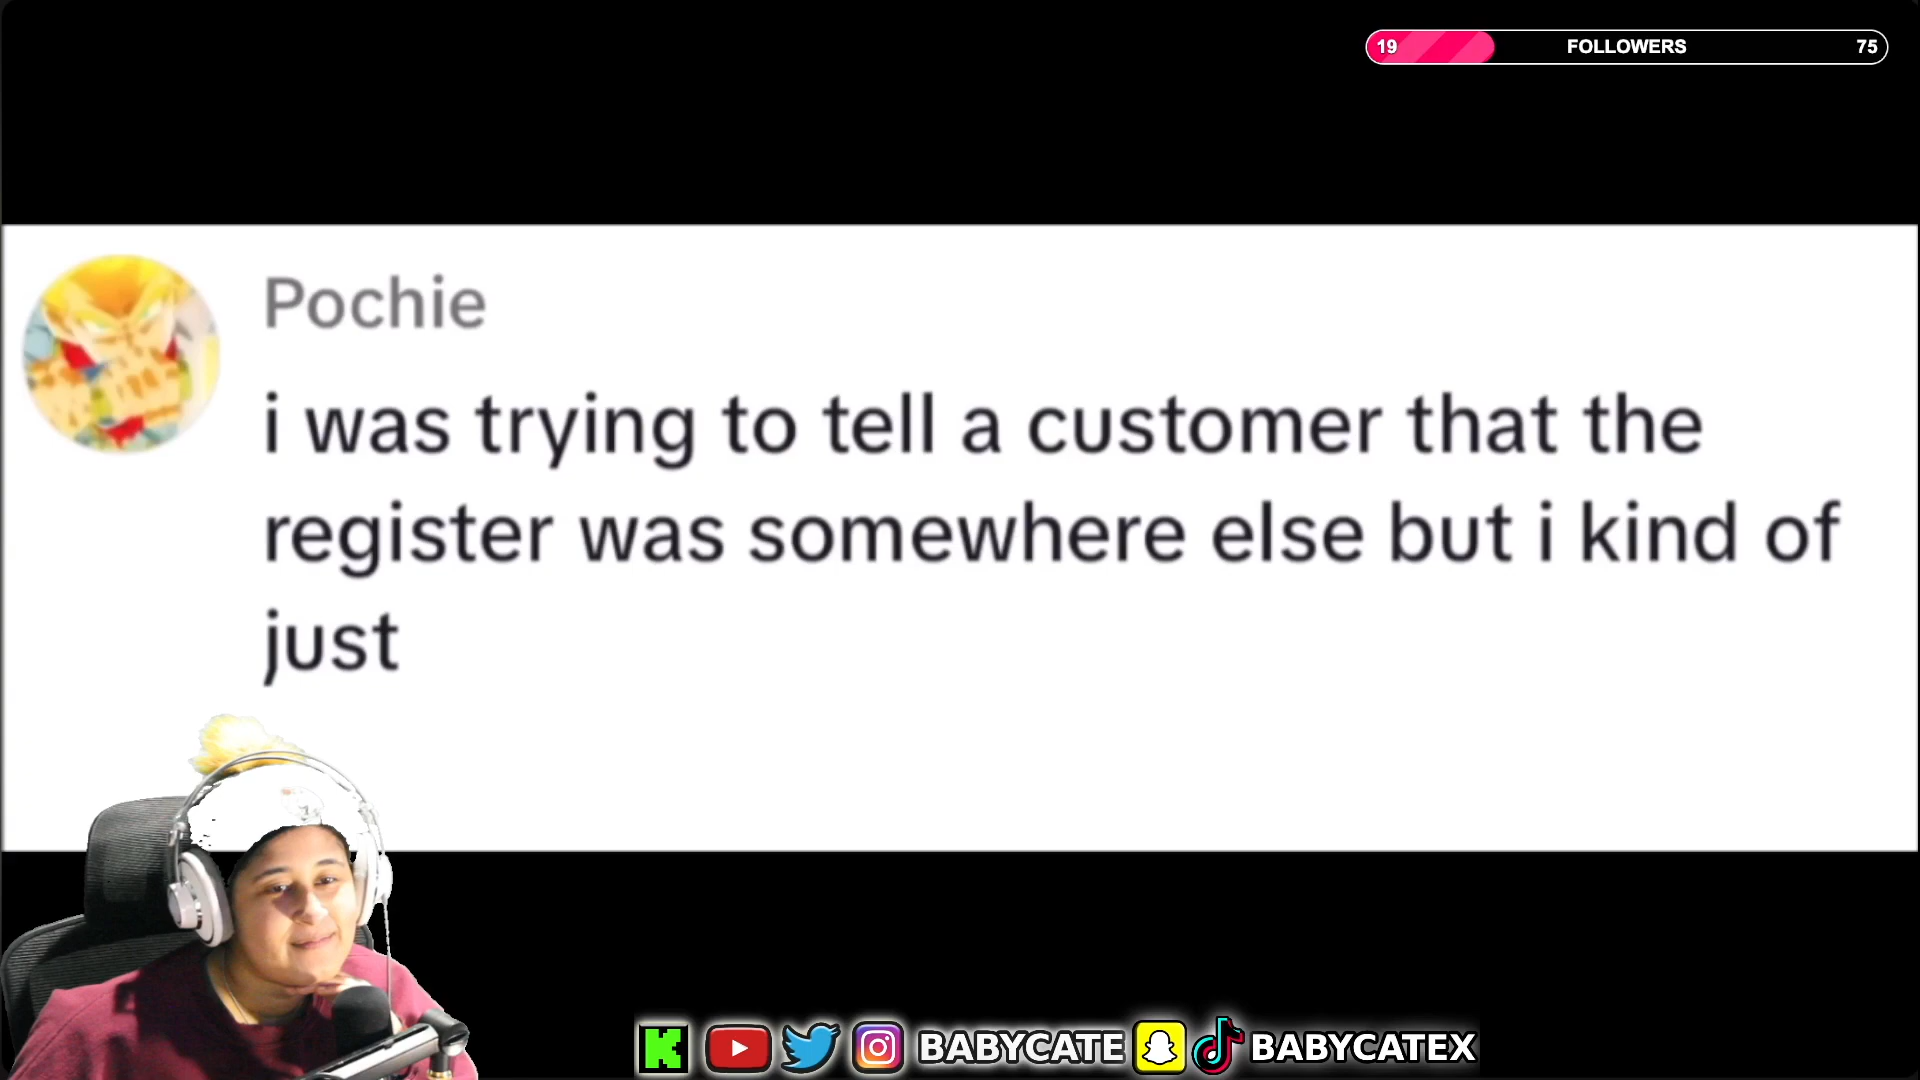 19 FOLLOWERS 75
Pochie
i was trying to tell a customer that the
register was somewhere else but i kind of
just
BABYCATE BABYCATEX